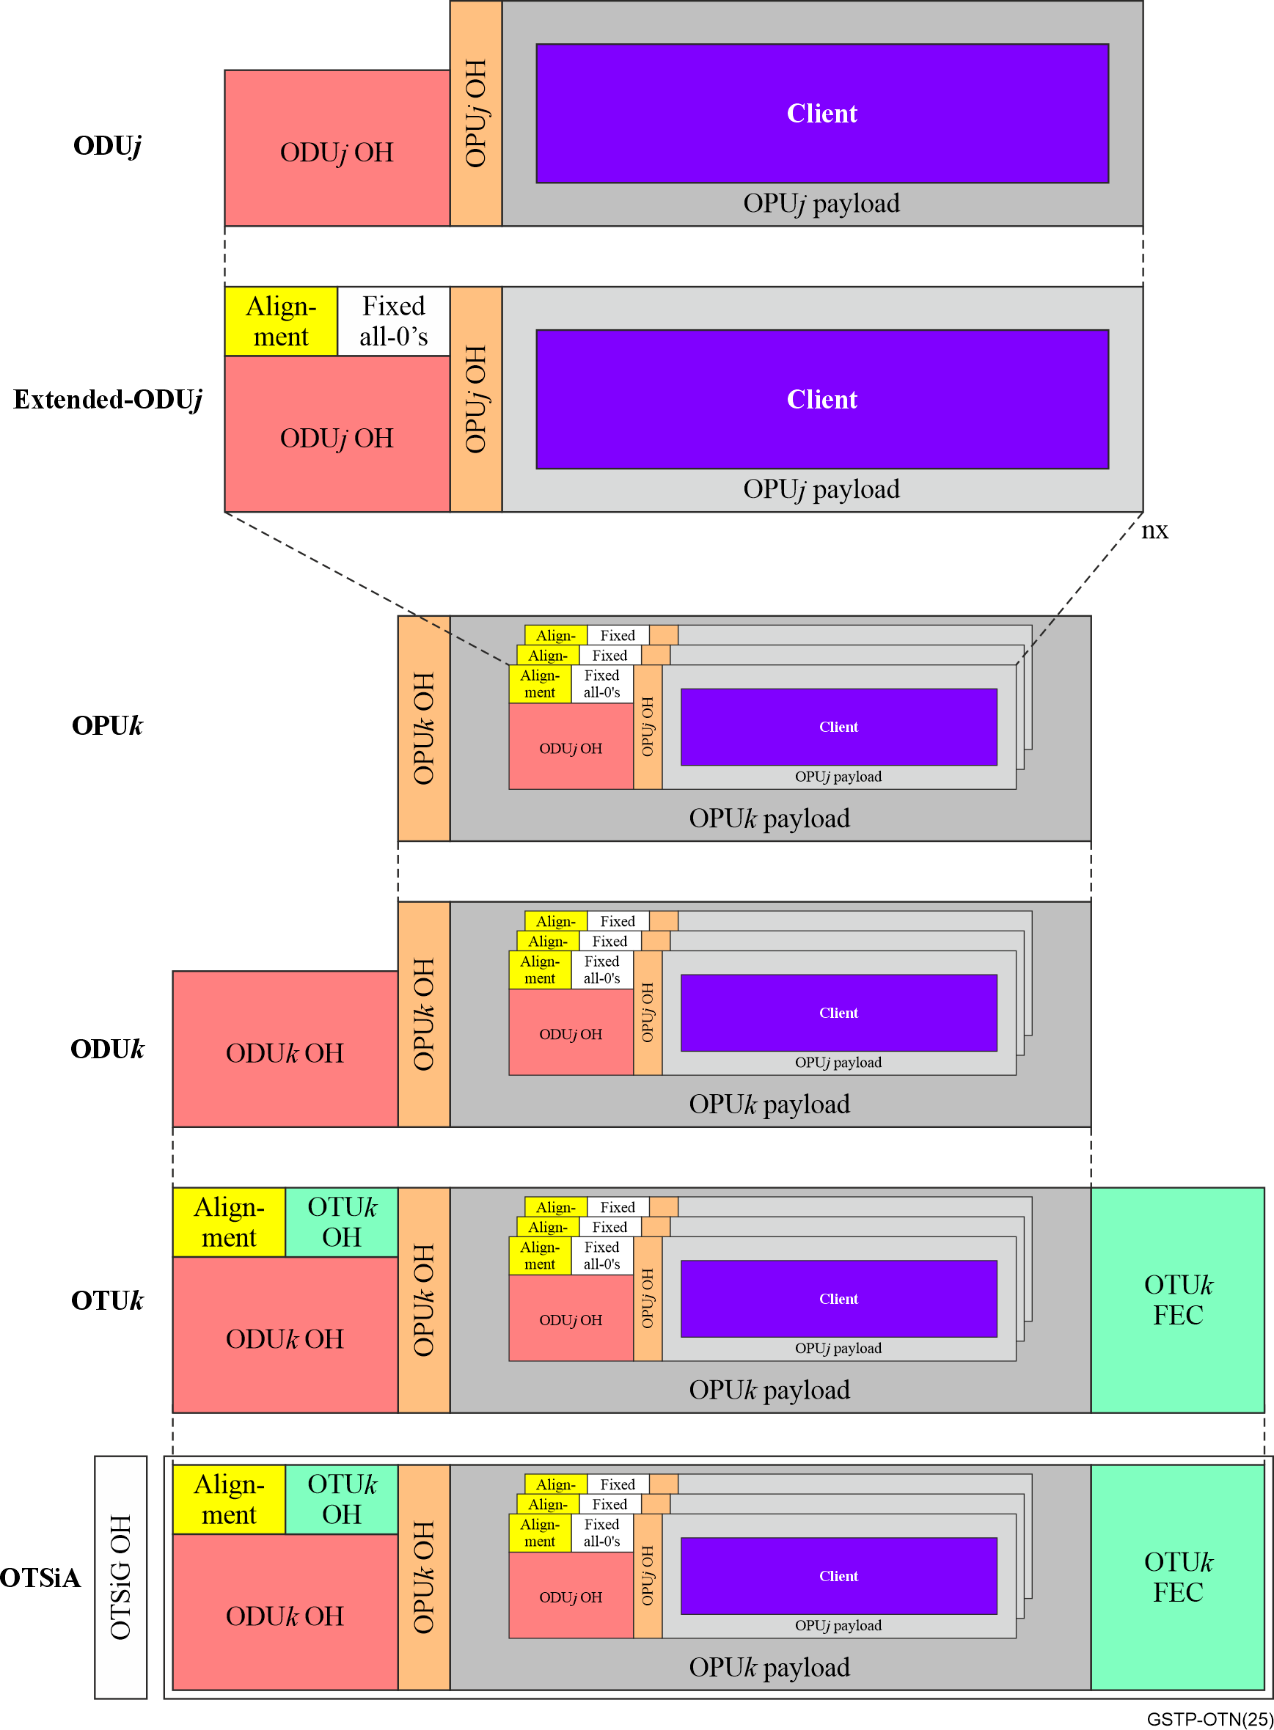 Client
OPUj OH
ODUj
ODUj OH
OPUj payload
Align-
ment
Fixed
all-0’s
Client
OPUj OH
Extended-ODUj
ODUj OH
OPUj payload
nx
Align-
Fixed
Align-
Fixed
Align-
ment
Fixed
all-0's
OPUk OH
OPUk
OPUj OH
Client
ODUj OH
OPUj payload
OPUk payload
Align-
Fixed
Align-
Fixed
Align-
ment
Fixed
all-0's
OPUk OH
OPUj OH
Client
ODUj OH
ODUk
ODUk OH
OPUj payload
OPUk payload
Align-
ment
OTUk
OH
Align-
Fixed
Align-
Fixed
Align-
ment
Fixed
all-0's
OPUk OH
OPUj OH
Client
OTUk
FEC
OTUk
ODUj OH
ODUk OH
OPUj payload
OPUk payload
Align-
ment
OTUk
OH
Align-
Fixed
Align-
Fixed
Align-
ment
Fixed
all-0's
OTSiA
OTSiG OH
OPUk OH
OPUj OH
Client
OTUk
FEC
ODUj OH
ODUk OH
OPUj payload
OPUk payload
GSTP-OTN(25)